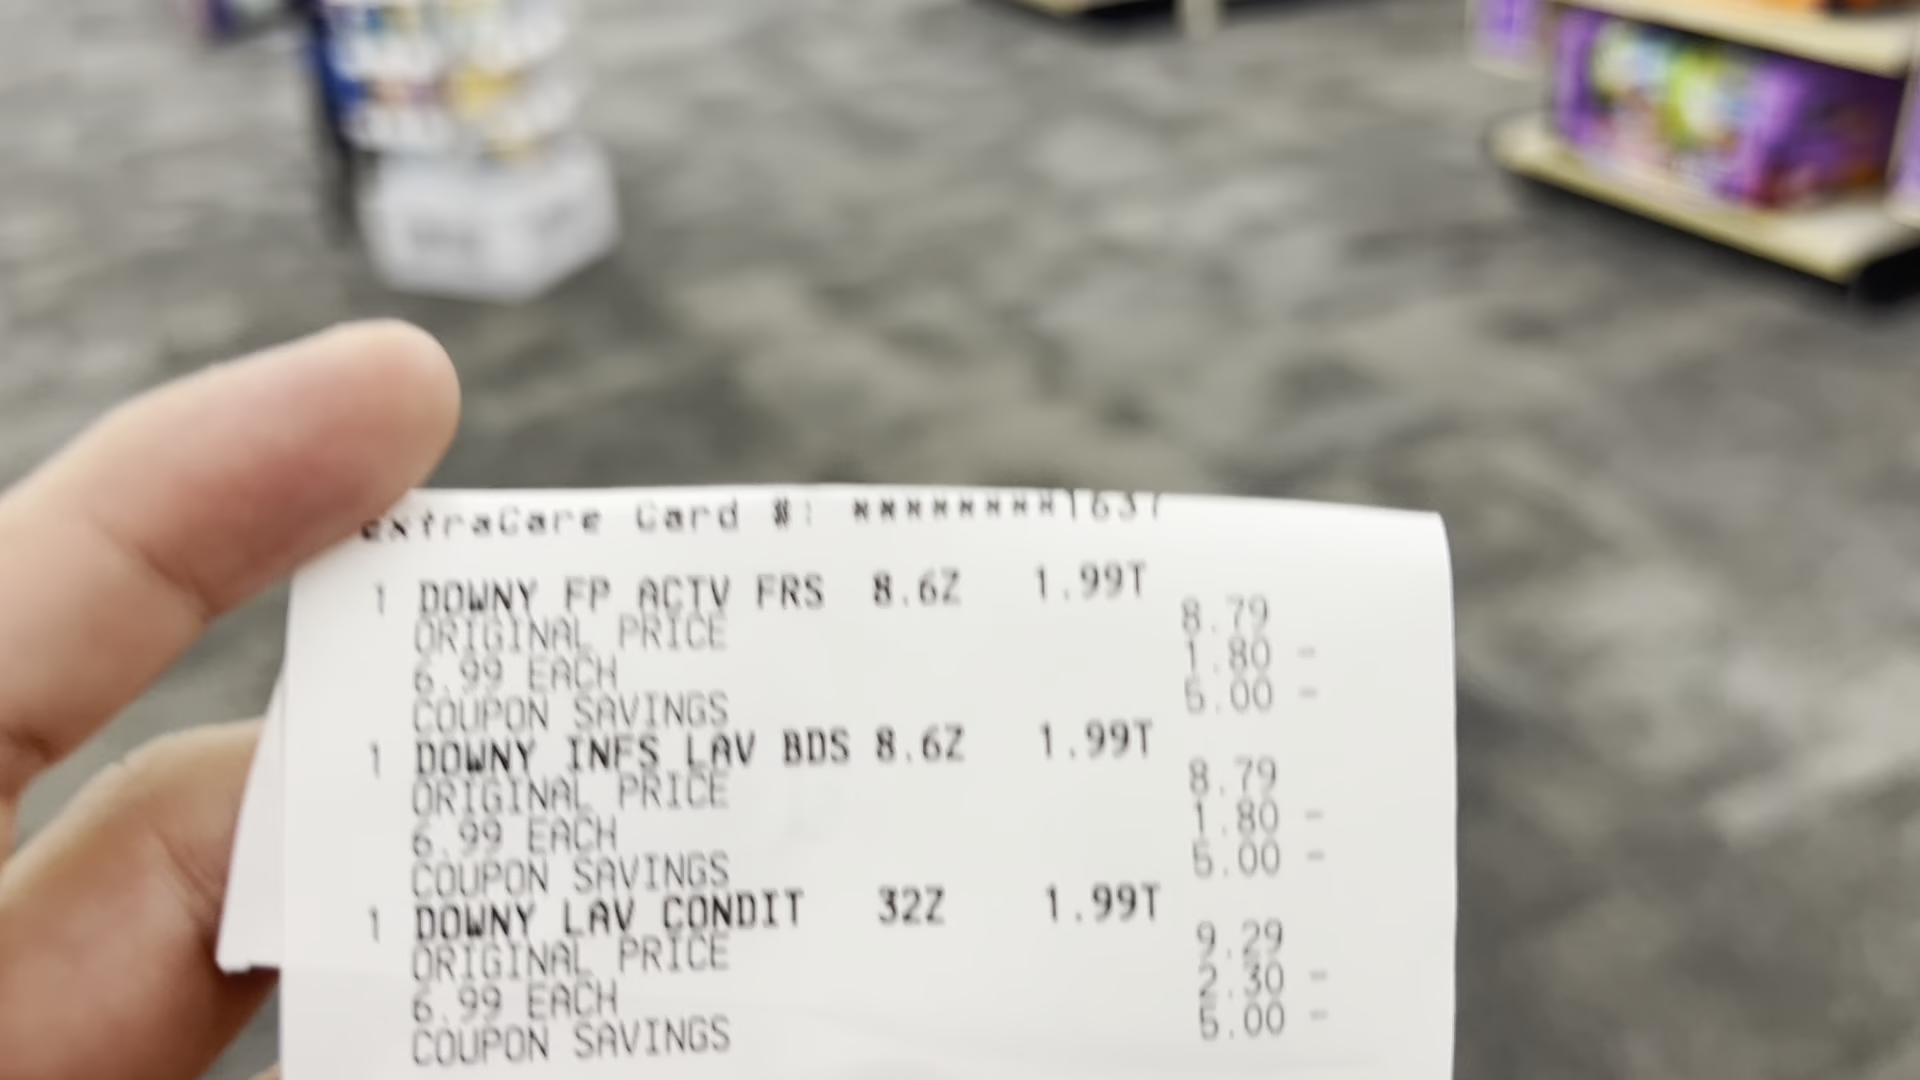 ExtraCare Card #: ********1637
1 DOWNY FP ACTV FRS 8.6Z 1.99T
ORIGINAL PRICE 8.79
6.99 EACH 1.80 -
COUPON SAVINGS 5.00 -
1 DOWNY INFS LAV BDS 8.6Z 1.99T
ORIGINAL PRICE 8.79
6.99 EACH 1.80 -
COUPON SAVINGS 5.00 -
1 DOWNY LAV CONDIT 32Z 1.99T
ORIGINAL PRICE 9.29
6.99 EACH 2.30 -
COUPON SAVINGS 5.00 -